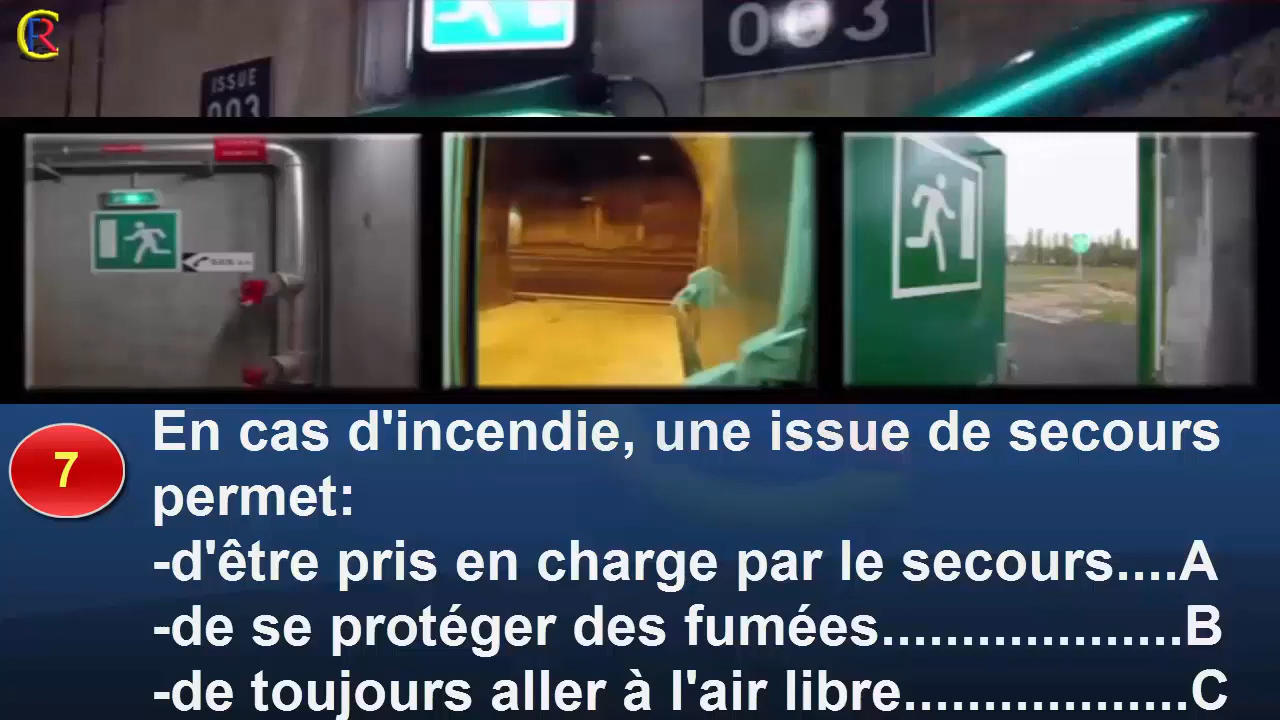 CR
ISSUE
003
003
7
En cas d'incendie, une issue de secours
permet:
-d'être pris en charge par le secours....A
-de se protéger des fumées...................B
-de toujours aller à l'air libre..................C